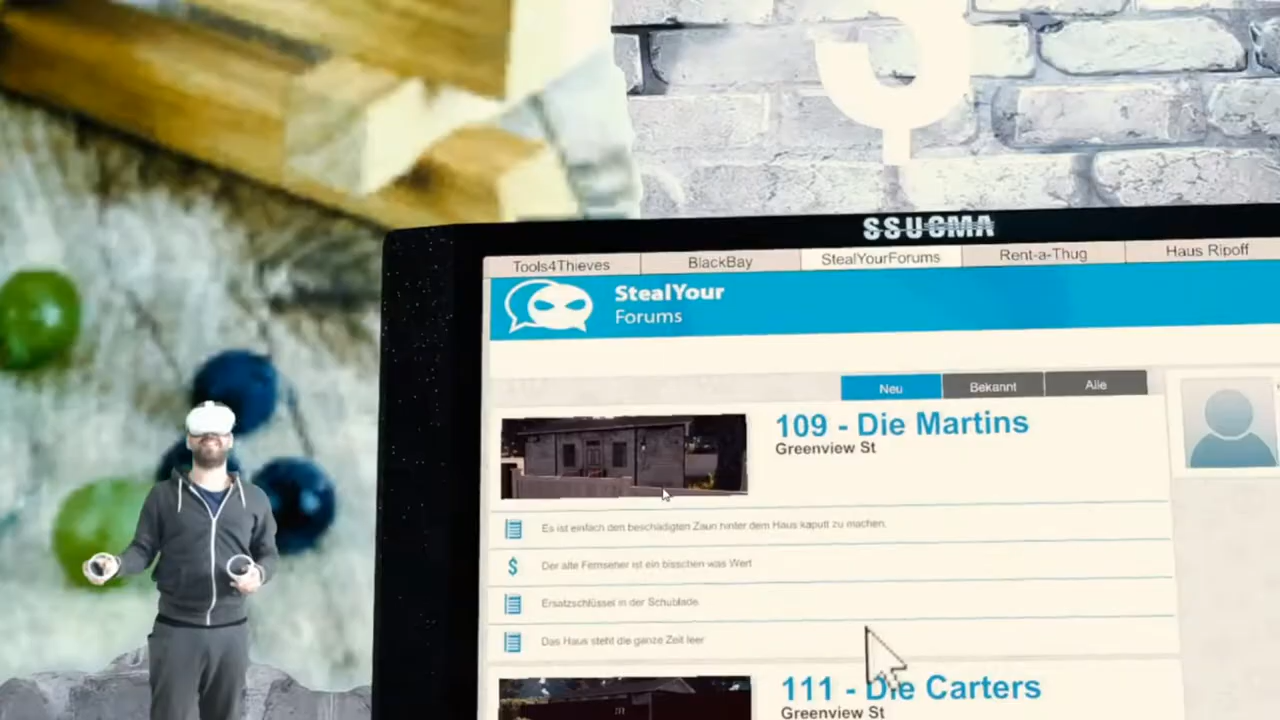 SSUGMA
Tools4Thieves
BlackBay
StealYourForums
Rent-a-Thug
Haus Ripoff
StealYour
Forums
Neu
Bekannt
Alle
109 - Die Martins
Greenview St
Es ist einfach den beschädigten Zaun hinter dem Haus kaputt zu machen.
Der alte Fernseher ist ein bisschen was Wert
Ersatzschlüssel in der Schublade.
Das Haus steht die ganze Zeit leer
111 - Die Carters
Greenview St